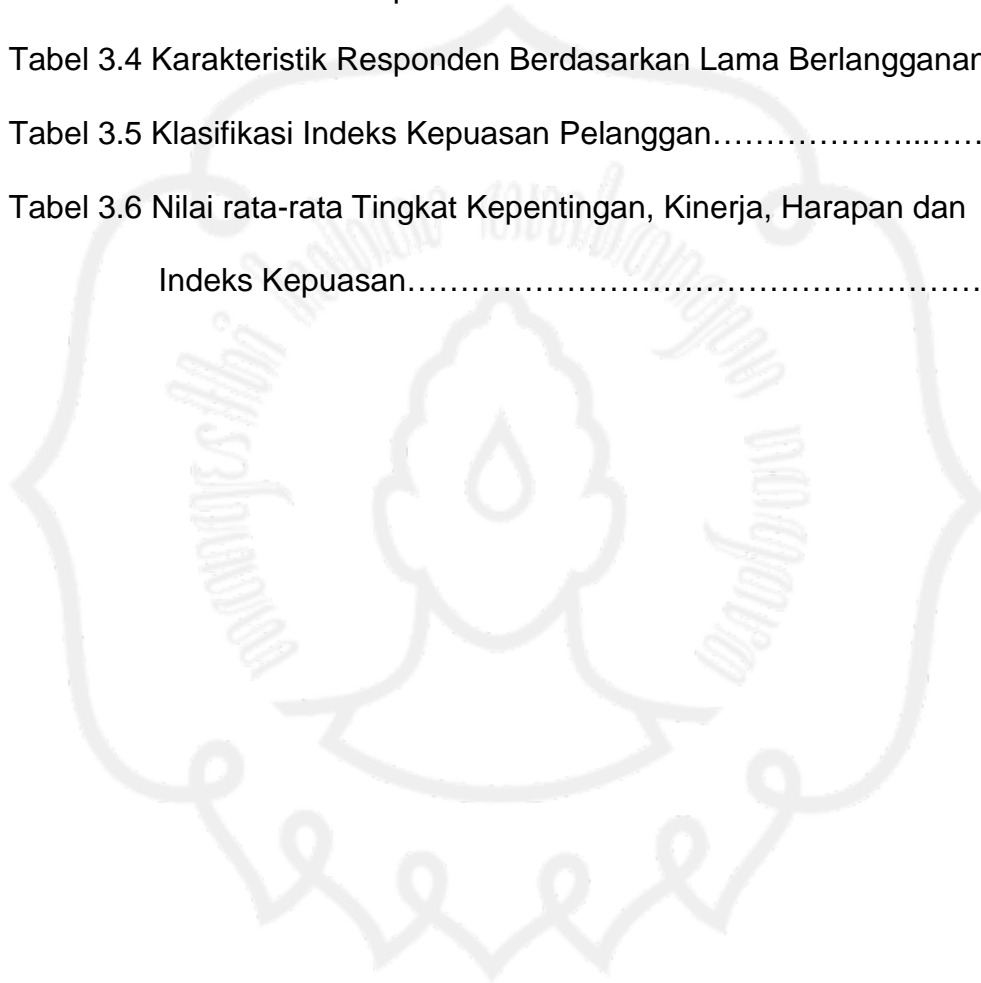 Tabel 3.4 Karakteristik Responden Berdasarkan Lama Berlangganan
Tabel 3.5 Klasifikasi Indeks Kepuasan Pelanggan………………...……
Tabel 3.6 Nilai rata-rata Tingkat Kepentingan, Kinerja, Harapan dan
Indeks Kepuasan………………………………………………